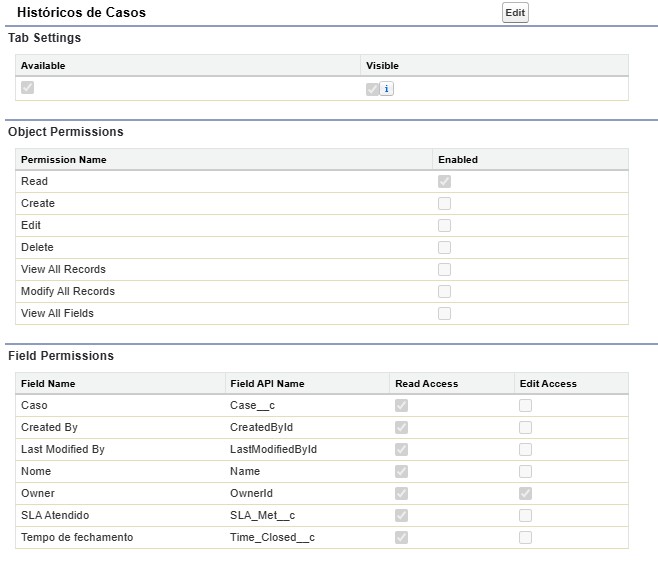 Históricos de Casos Edit
Tab Settings
Available Visible
i
Object Permissions
Permission Name Enabled
Read
Create
Edit
Delete
View All Records
Modify All Records
View All Fields
Field Permissions
Field Name Field API Name Read Access Edit Access
Caso Case__c
Created By CreatedById
Last Modified By LastModifiedById
Nome Name
Owner OwnerId
SLA Atendido SLA_Met__c
Tempo de fechamento Time_Closed__c